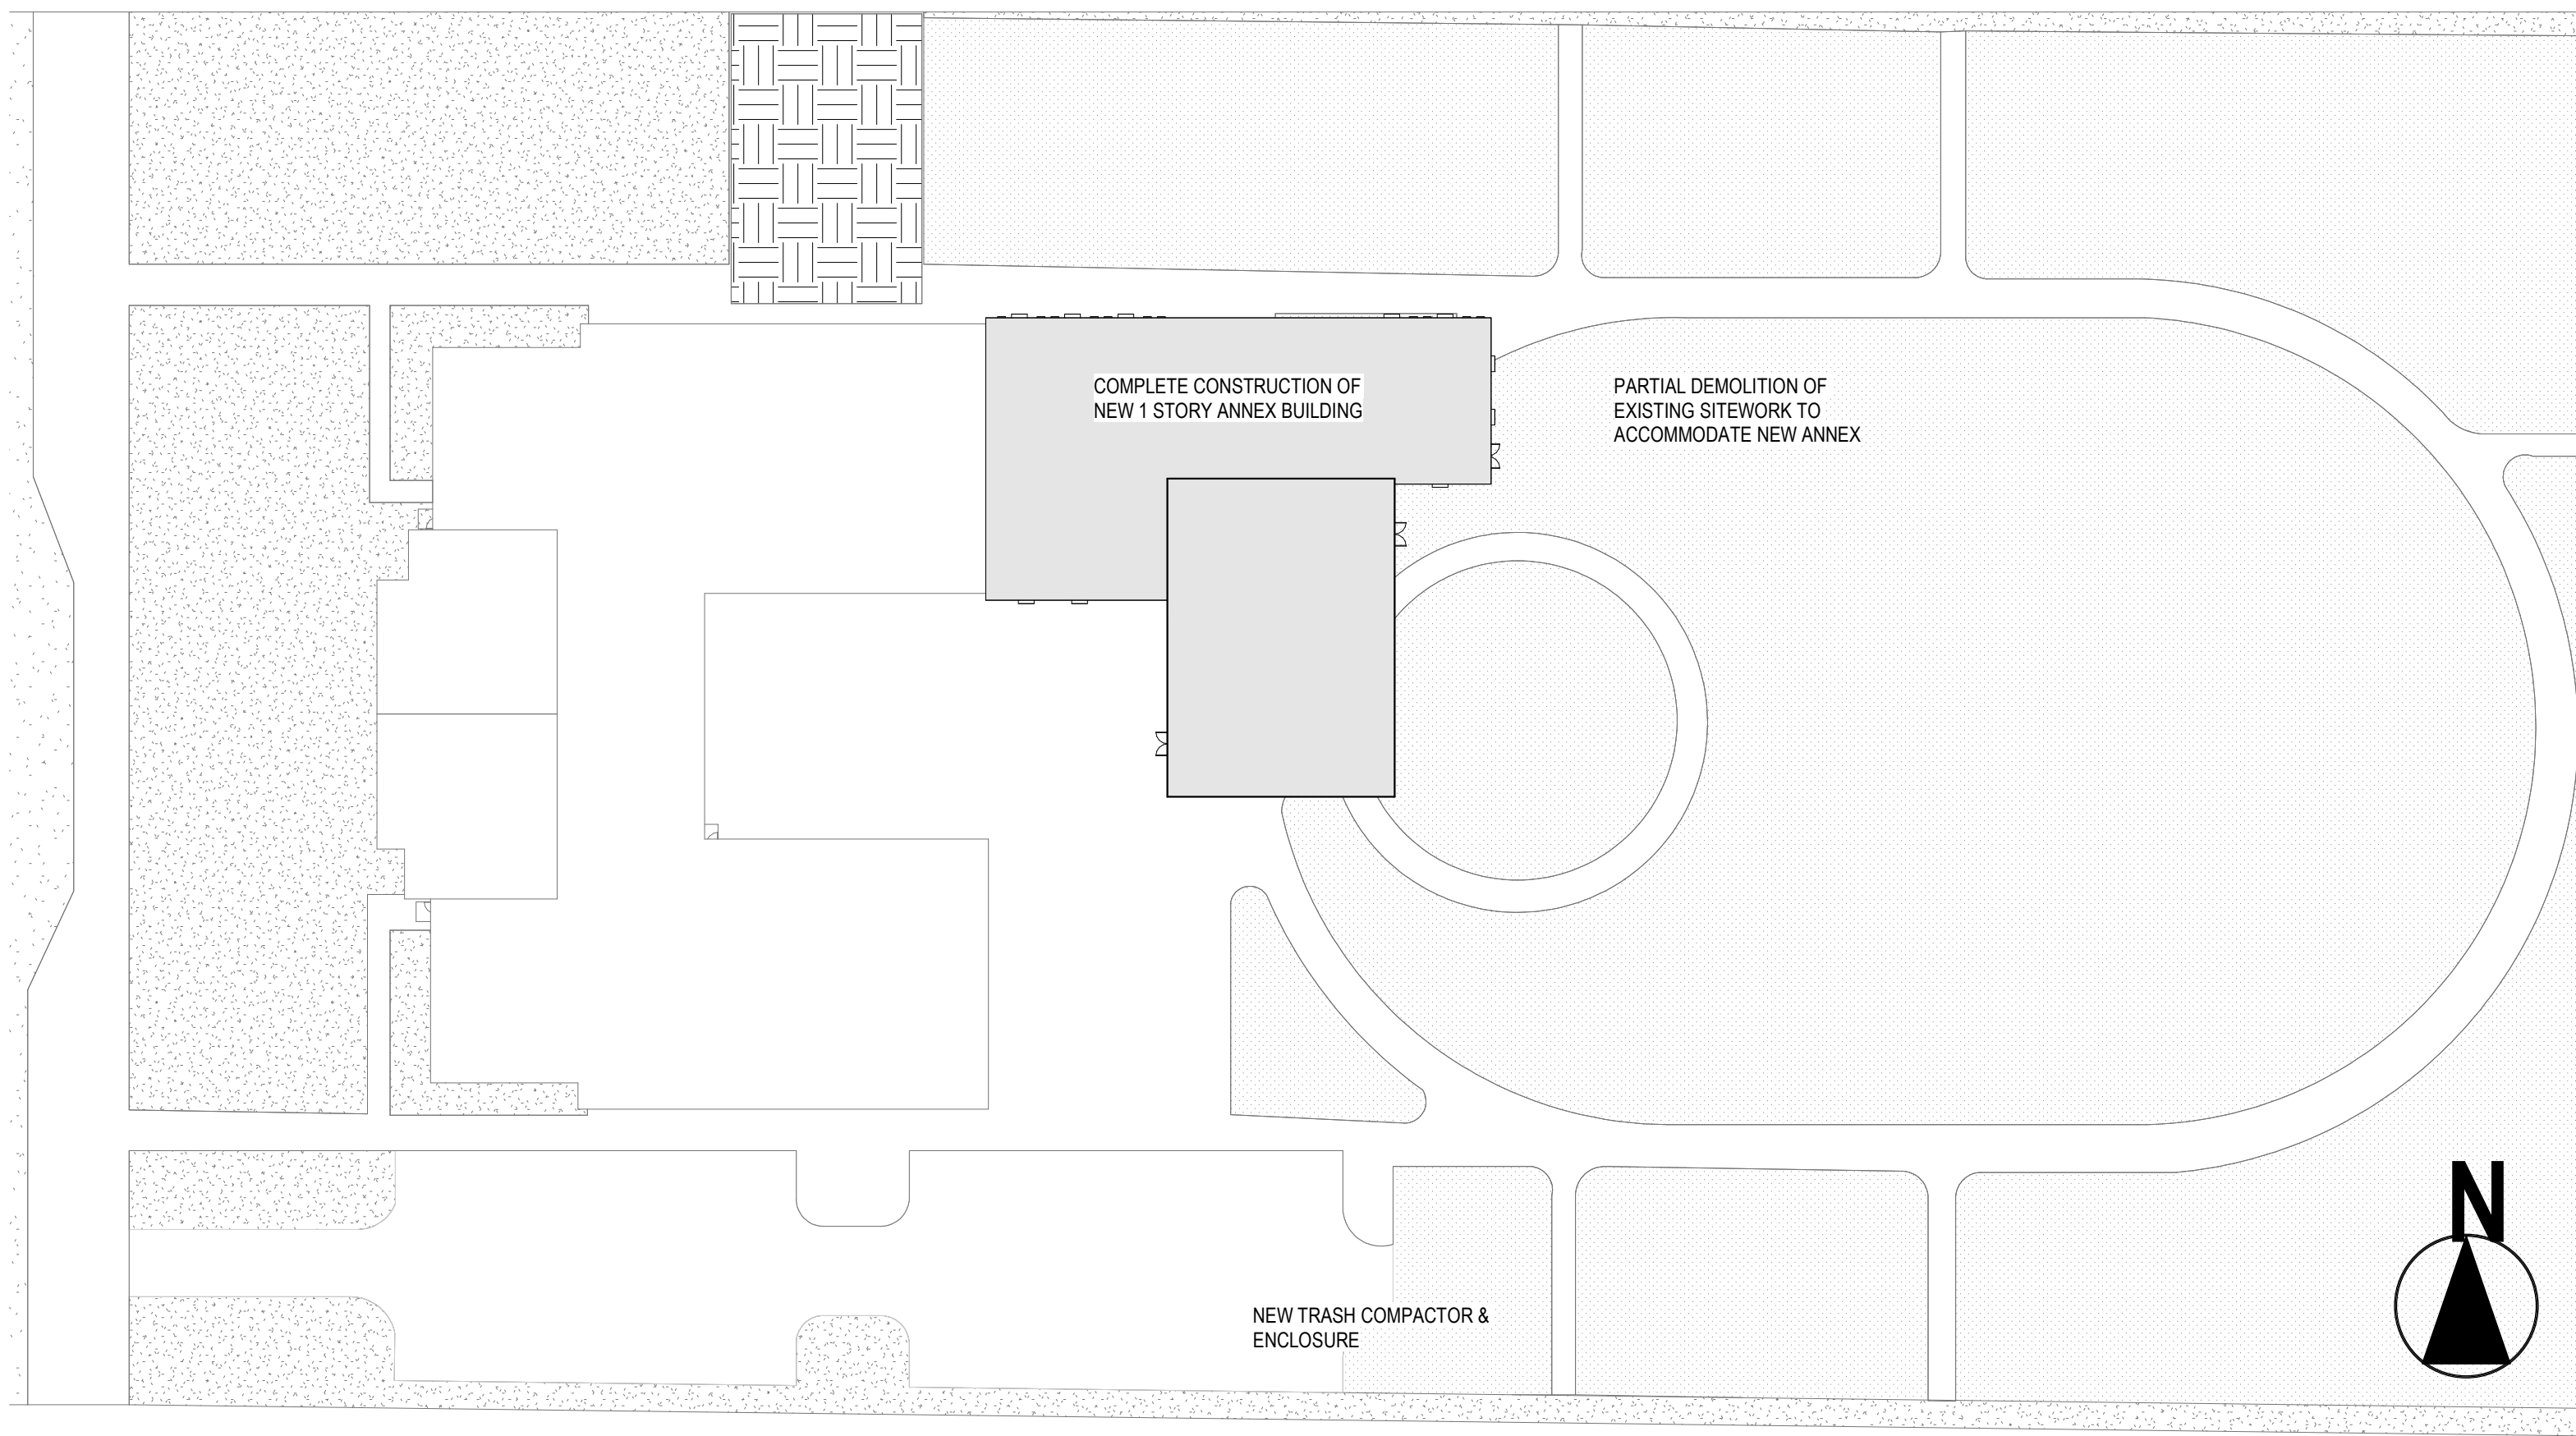 COMPLETE CONSTRUCTION OF
NEW 1 STORY ANNEX BUILDING
PARTIAL DEMOLITION OF
EXISTING SITEWORK TO
ACCOMMODATE NEW ANNEX
NEW TRASH COMPACTOR &
ENCLOSURE
N